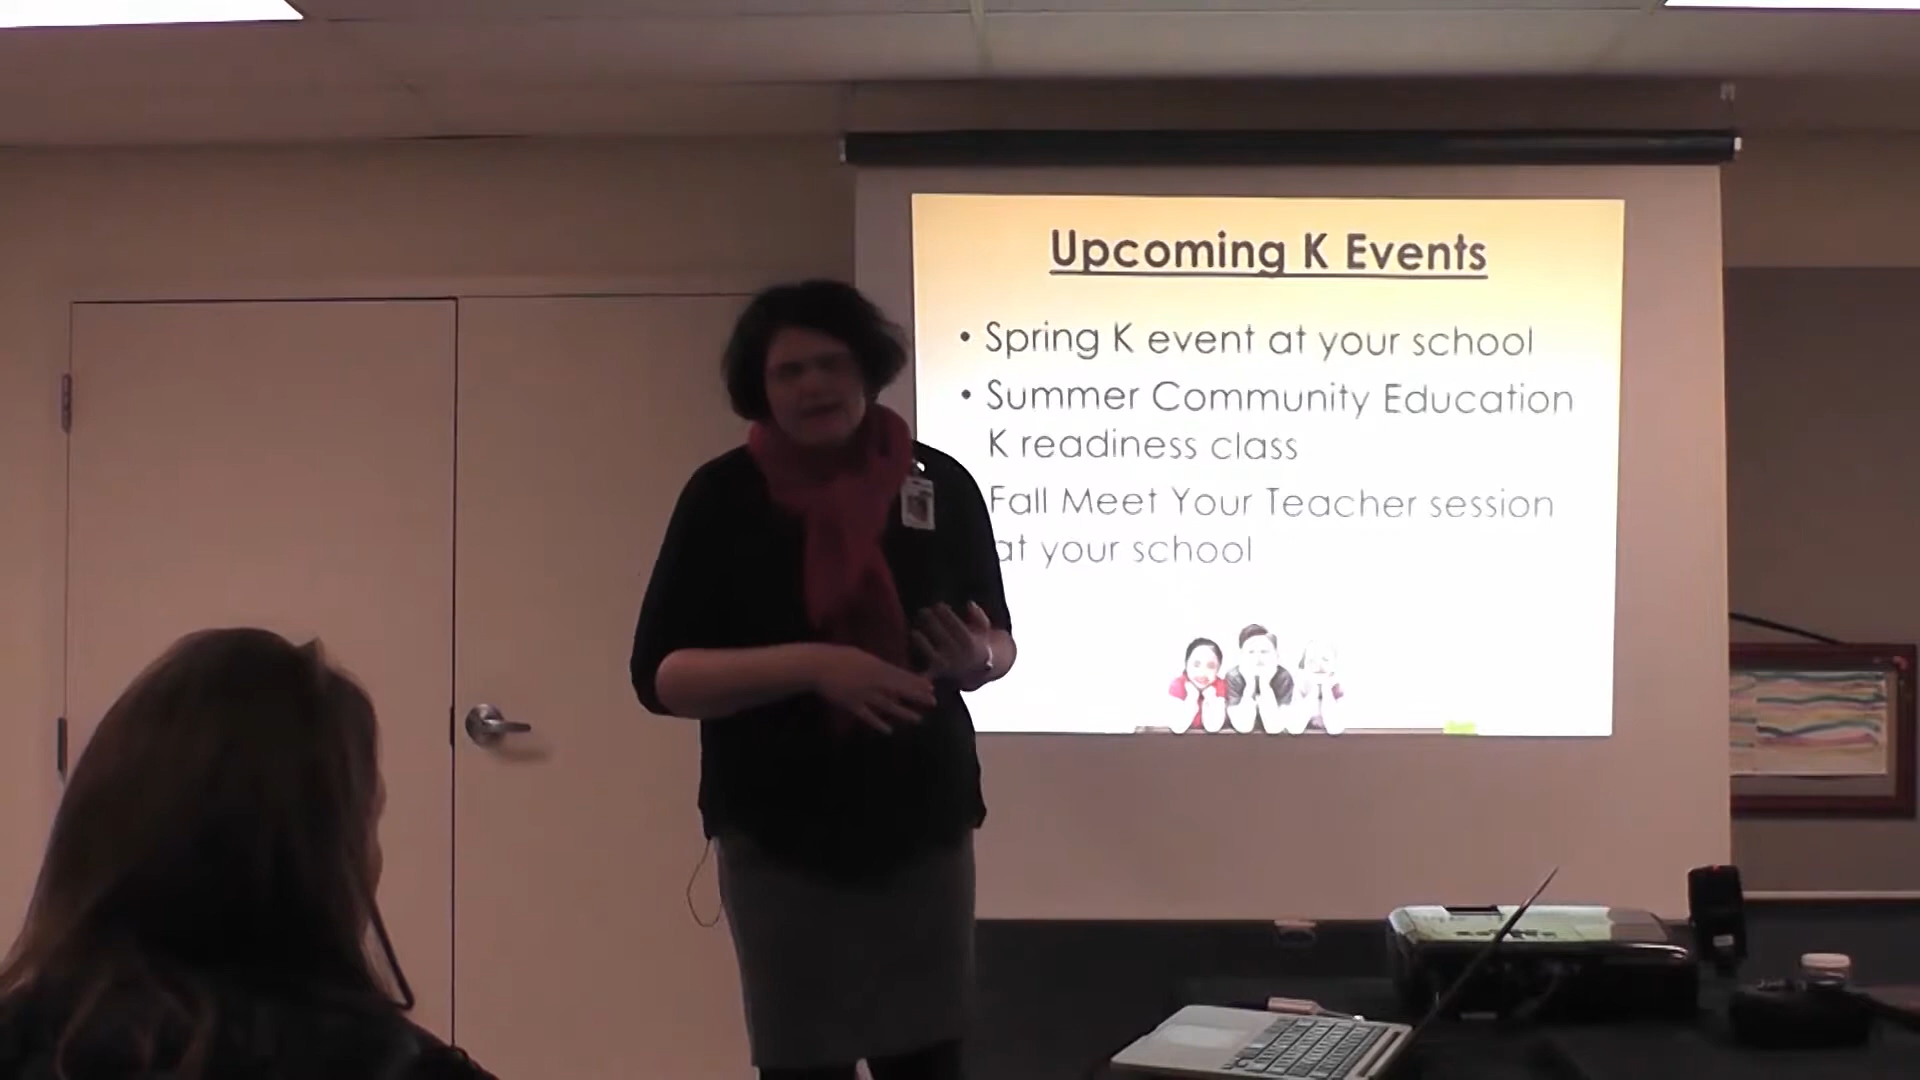 Upcoming K Events
• Spring K event at your school
• Summer Community Education
K readiness class
Fall Meet Your Teacher session
at your school